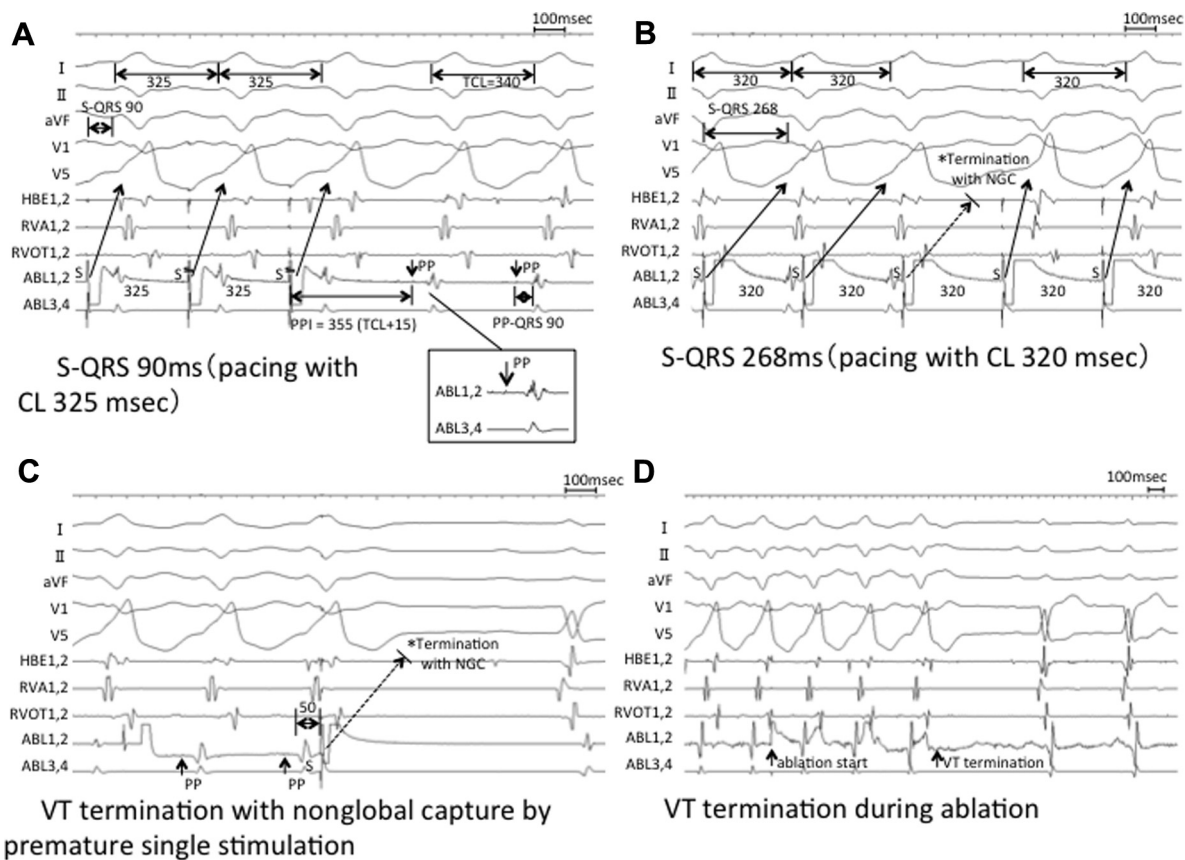 A
100msec
I
325
325
TCL=340
II
S-QRS 90
aVF
V1
V5
HBE1,2
RVA1,2
RVOT1,2
PP
PP
S
S
S
ABL1,2
325
325
ABL3,4
PPI = 355 (TCL+15)
PP-QRS 90
S-QRS 90ms (pacing with
CL 325 msec)
PP
ABL1,2
ABL3,4
B
100msec
I
320
320
320
II
S-QRS 268
aVF
V1
*Termination
with NGC
V5
HBE1,2
RVA1,2
RVOT1,2
S
S
S
S
S
ABL1,2
320
320
320
320
320
ABL3,4
S-QRS 268ms (pacing with CL 320 msec)
C
100msec
I
II
aVF
V1
V5
*Termination
with NGC
HBE1,2
RVA1,2
50
RVOT1,2
ABL1,2
S
ABL3,4
PP
PP
VT termination with nonglobal capture by
premature single stimulation
D
100msec
I
II
aVF
V1
V5
HBE1,2
RVA1,2
RVOT1,2
ABL1,2
ablation start
VT termination
ABL3,4
VT termination during ablation